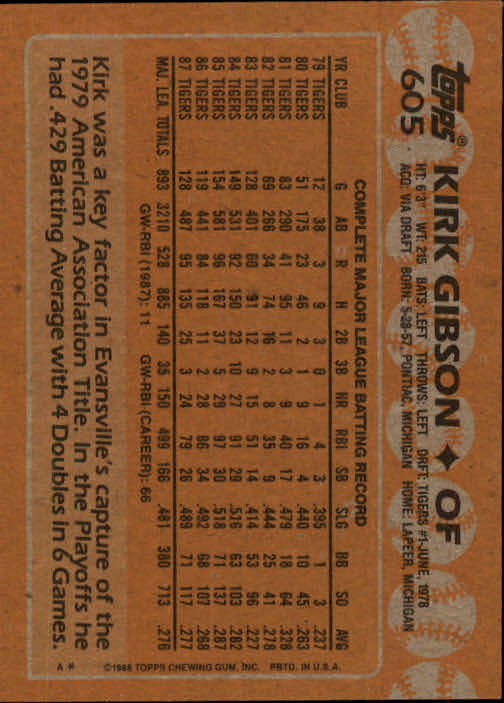 topps®
605
KIRK GIBSON ♦ OF
HT: 6'3" WT: 215 BATS: LEFT THROWS: LEFT DRFT: TIGERS #1-JUNE, 1978
ACQ: VIA DRAFT BORN: 5-28-57, PONTIAC, MICHIGAN HOME: LAPEER, MICHIGAN
COMPLETE MAJOR LEAGUE BATTING RECORD
YR CLUB G AB R H 2B 3B HR RBI SB SLG BB SO AVG
79 TIGERS 12 38 3 9 3 0 1 4 3 .395 1 3 .237
80 TIGERS 51 175 23 46 2 1 9 16 4 .440 10 45 .263
81 TIGERS 83 290 41 95 11 3 9 40 17 .479 18 64 .328
82 TIGERS 69 266 34 74 16 2 8 35 9 .444 25 41 .278
83 TIGERS 128 401 60 91 12 9 15 51 14 .414 53 96 .227
84 TIGERS 149 531 92 150 23 10 27 91 29 .516 63 103 .282
85 TIGERS 154 581 96 167 37 5 29 97 30 .518 71 137 .287
86 TIGERS 119 441 84 118 11 2 28 86 34 .492 68 107 .268
87 TIGERS 128 487 95 135 25 3 24 79 26 .489 71 117 .277
MAJ. LEA. TOTALS 893 3210 528 885 140 35 150 499 166 .481 380 713 .276
GW-RBI (1987): 11 GW-RBI (CAREER): 66
Kirk was a key factor in Evansville's capture of the
1979 American Association Title. In the Playoffs he
had .429 Batting Average with 4 Doubles in 6 Games.
A * ©1988 TOPPS CHEWING GUM, INC. PRTD. IN U.S.A.